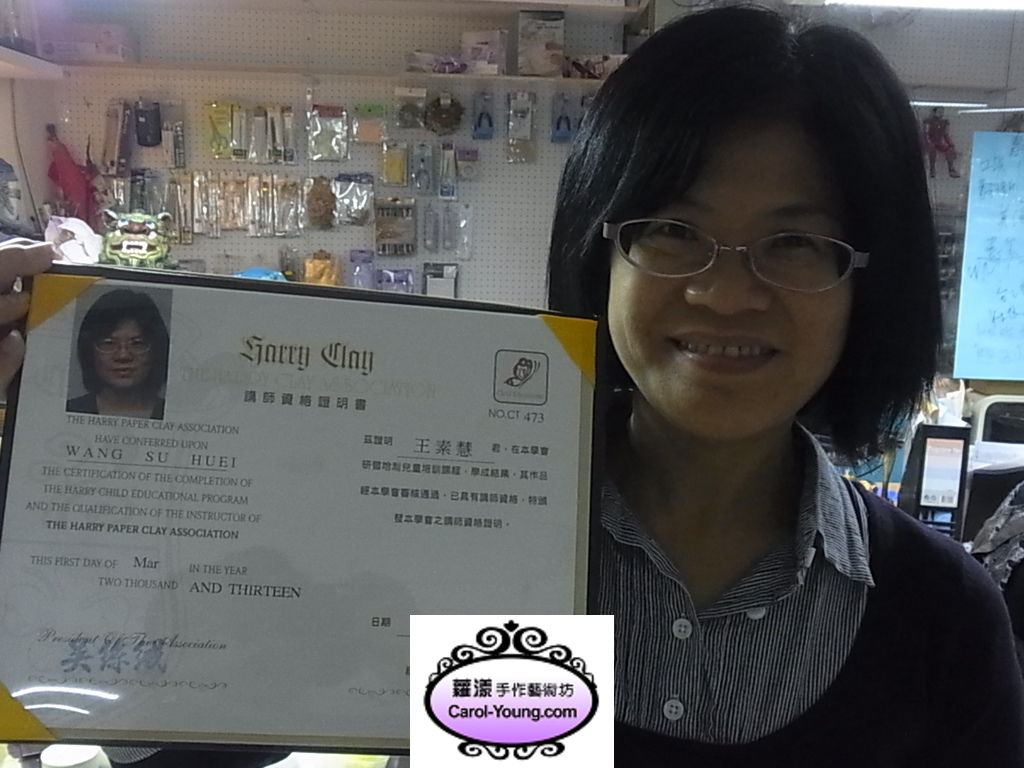 Harry Clay
講師資格證明書
NO.CT 473
THE HARRY PAPER CLAY ASSOCIATION
HAVE CONFERRED UPON
WANG SU HUEI
THE CERTIFICATION OF THE COMPLETION OF
THE HARRY CHILD EDUCATIONAL PROGRAM
AND THE QUALIFICATION OF THE INSTRUCTOR OF
THE HARRY PAPER CLAY ASSOCIATION
THIS FIRST DAY OF Mar IN THE YEAR
TWO THOUSAND AND THIRTEEN
President Of The Association
茲證明 王素慧 君，在本學會
研習哈利兒童培訓課程，學成結業，其作品
經本學會審核通過，已具有講師資格，特頒
發本學會之講師資格證明。
日期
蘿漾手作藝術坊
Carol-Young.com